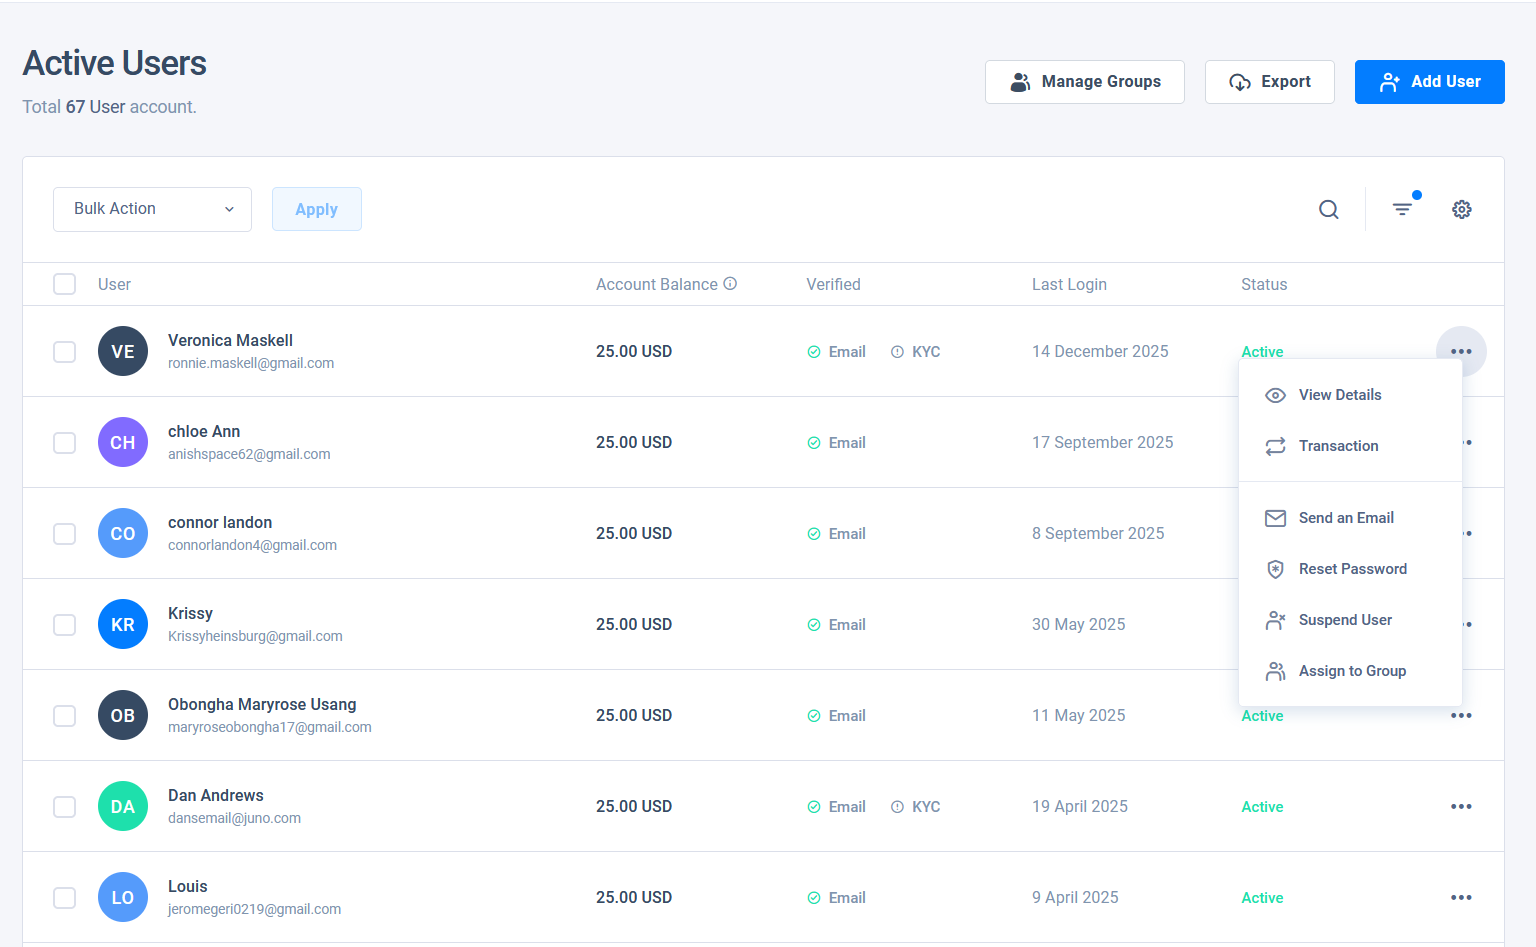 Active Users
Total 67 User account.
Manage Groups
Export
Add User
Bulk Action
Apply
User Account Balance Verified Last Login Status
VE Veronica Maskell
ronnie.maskell@gmail.com
25.00 USD Email KYC 14 December 2025 Active
CH chloe Ann
anishspace62@gmail.com
25.00 USD Email 17 September 2025
CO connor landon
connorlandon4@gmail.com
25.00 USD Email 8 September 2025
KR Krissy
Krissyheinsburg@gmail.com
25.00 USD Email 30 May 2025
OB Obongha Maryrose Usang
maryroseobongha17@gmail.com
25.00 USD Email 11 May 2025 Active
DA Dan Andrews
dansemail@juno.com
25.00 USD Email KYC 19 April 2025 Active
LO Louis
jeromegeri0219@gmail.com
25.00 USD Email 9 April 2025 Active
View Details
Transaction
Send an Email
Reset Password
Suspend User
Assign to Group